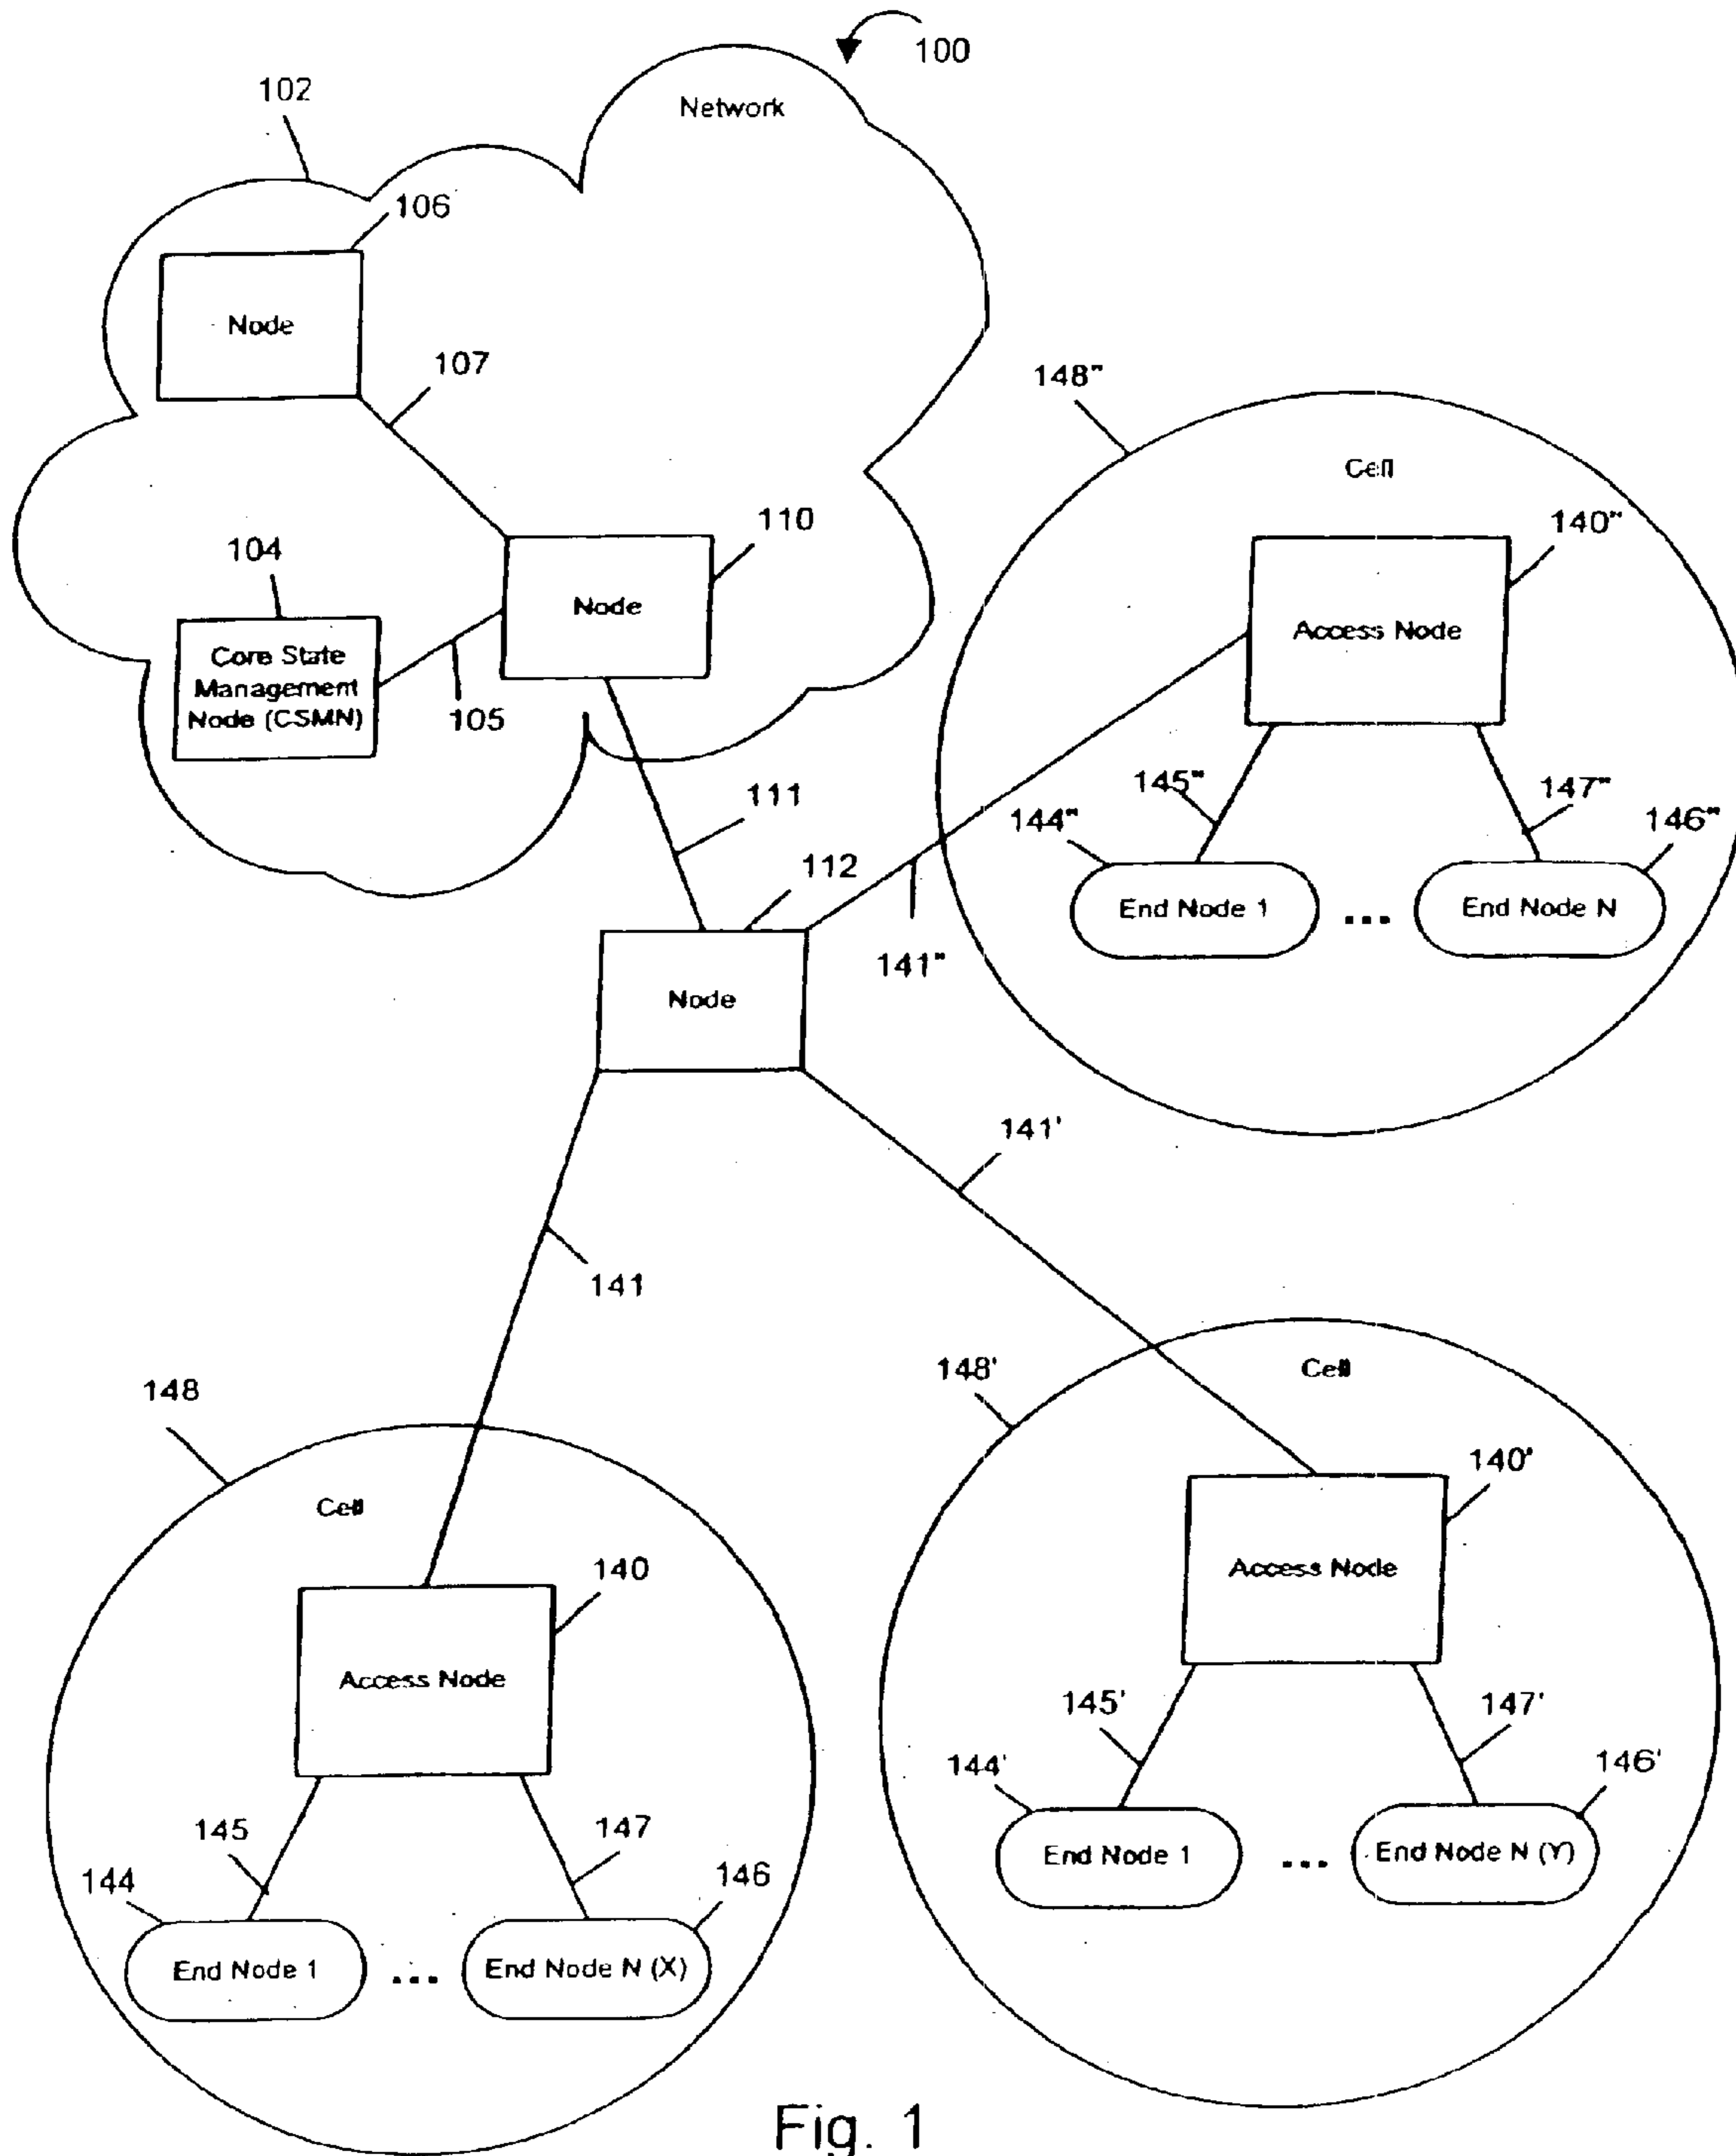 100
102
Network
106
Node
107
148"
Cell
110
140"
104
Node
Access Node
Core State
Management
Node (CSMN)
105
145"
147"
111
144"
146"
112
End Node 1
...
End Node N
141"
Node
141'
141
148'
Cell
148
140'
Cell
140
Access Node
Access Node
145'
147'
144'
146'
145
147
End Node 1
...
End Node N (Y)
144
146
End Node 1
...
End Node N (X)
Fig. 1